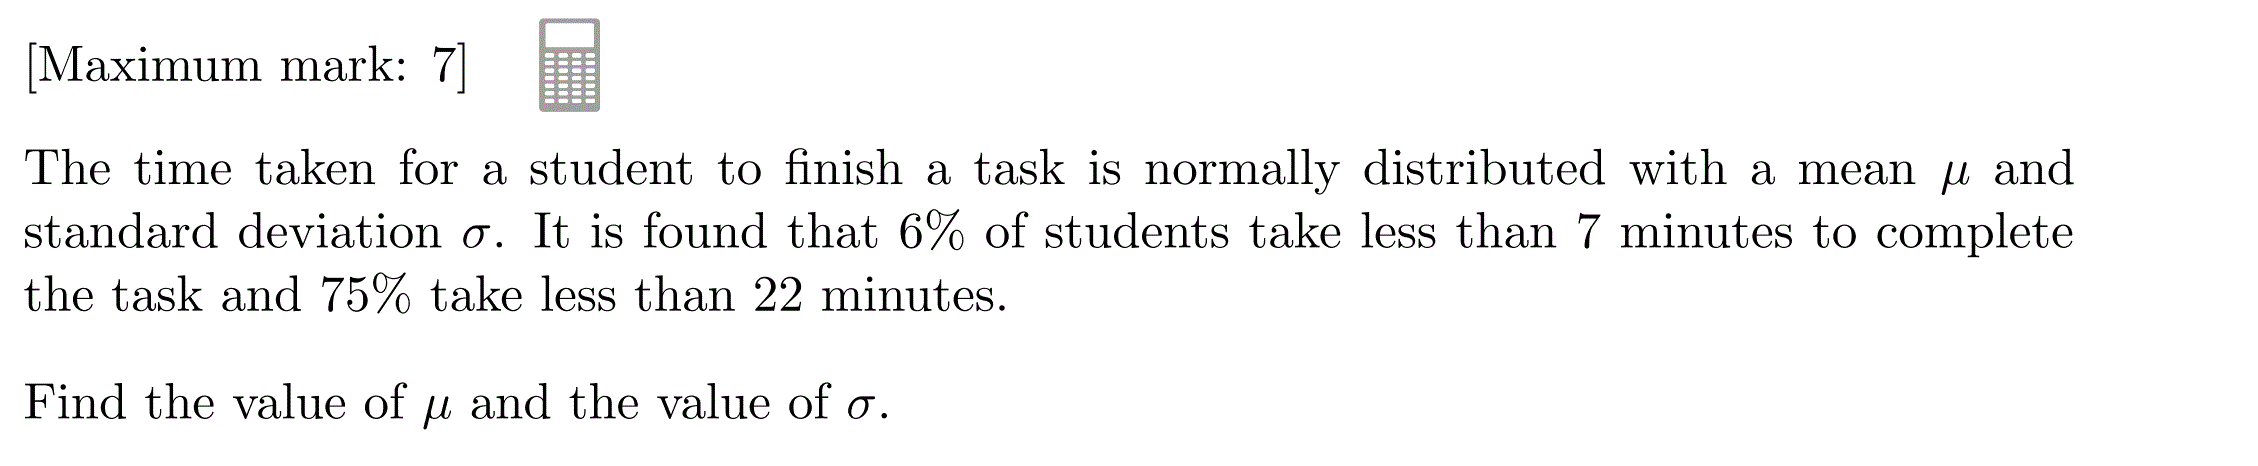 [Maximum mark: 7]
The time taken for a student to finish a task is normally distributed with a mean μ and
standard deviation σ. It is found that 6% of students take less than 7 minutes to complete
the task and 75% take less than 22 minutes.
Find the value of μ and the value of σ.